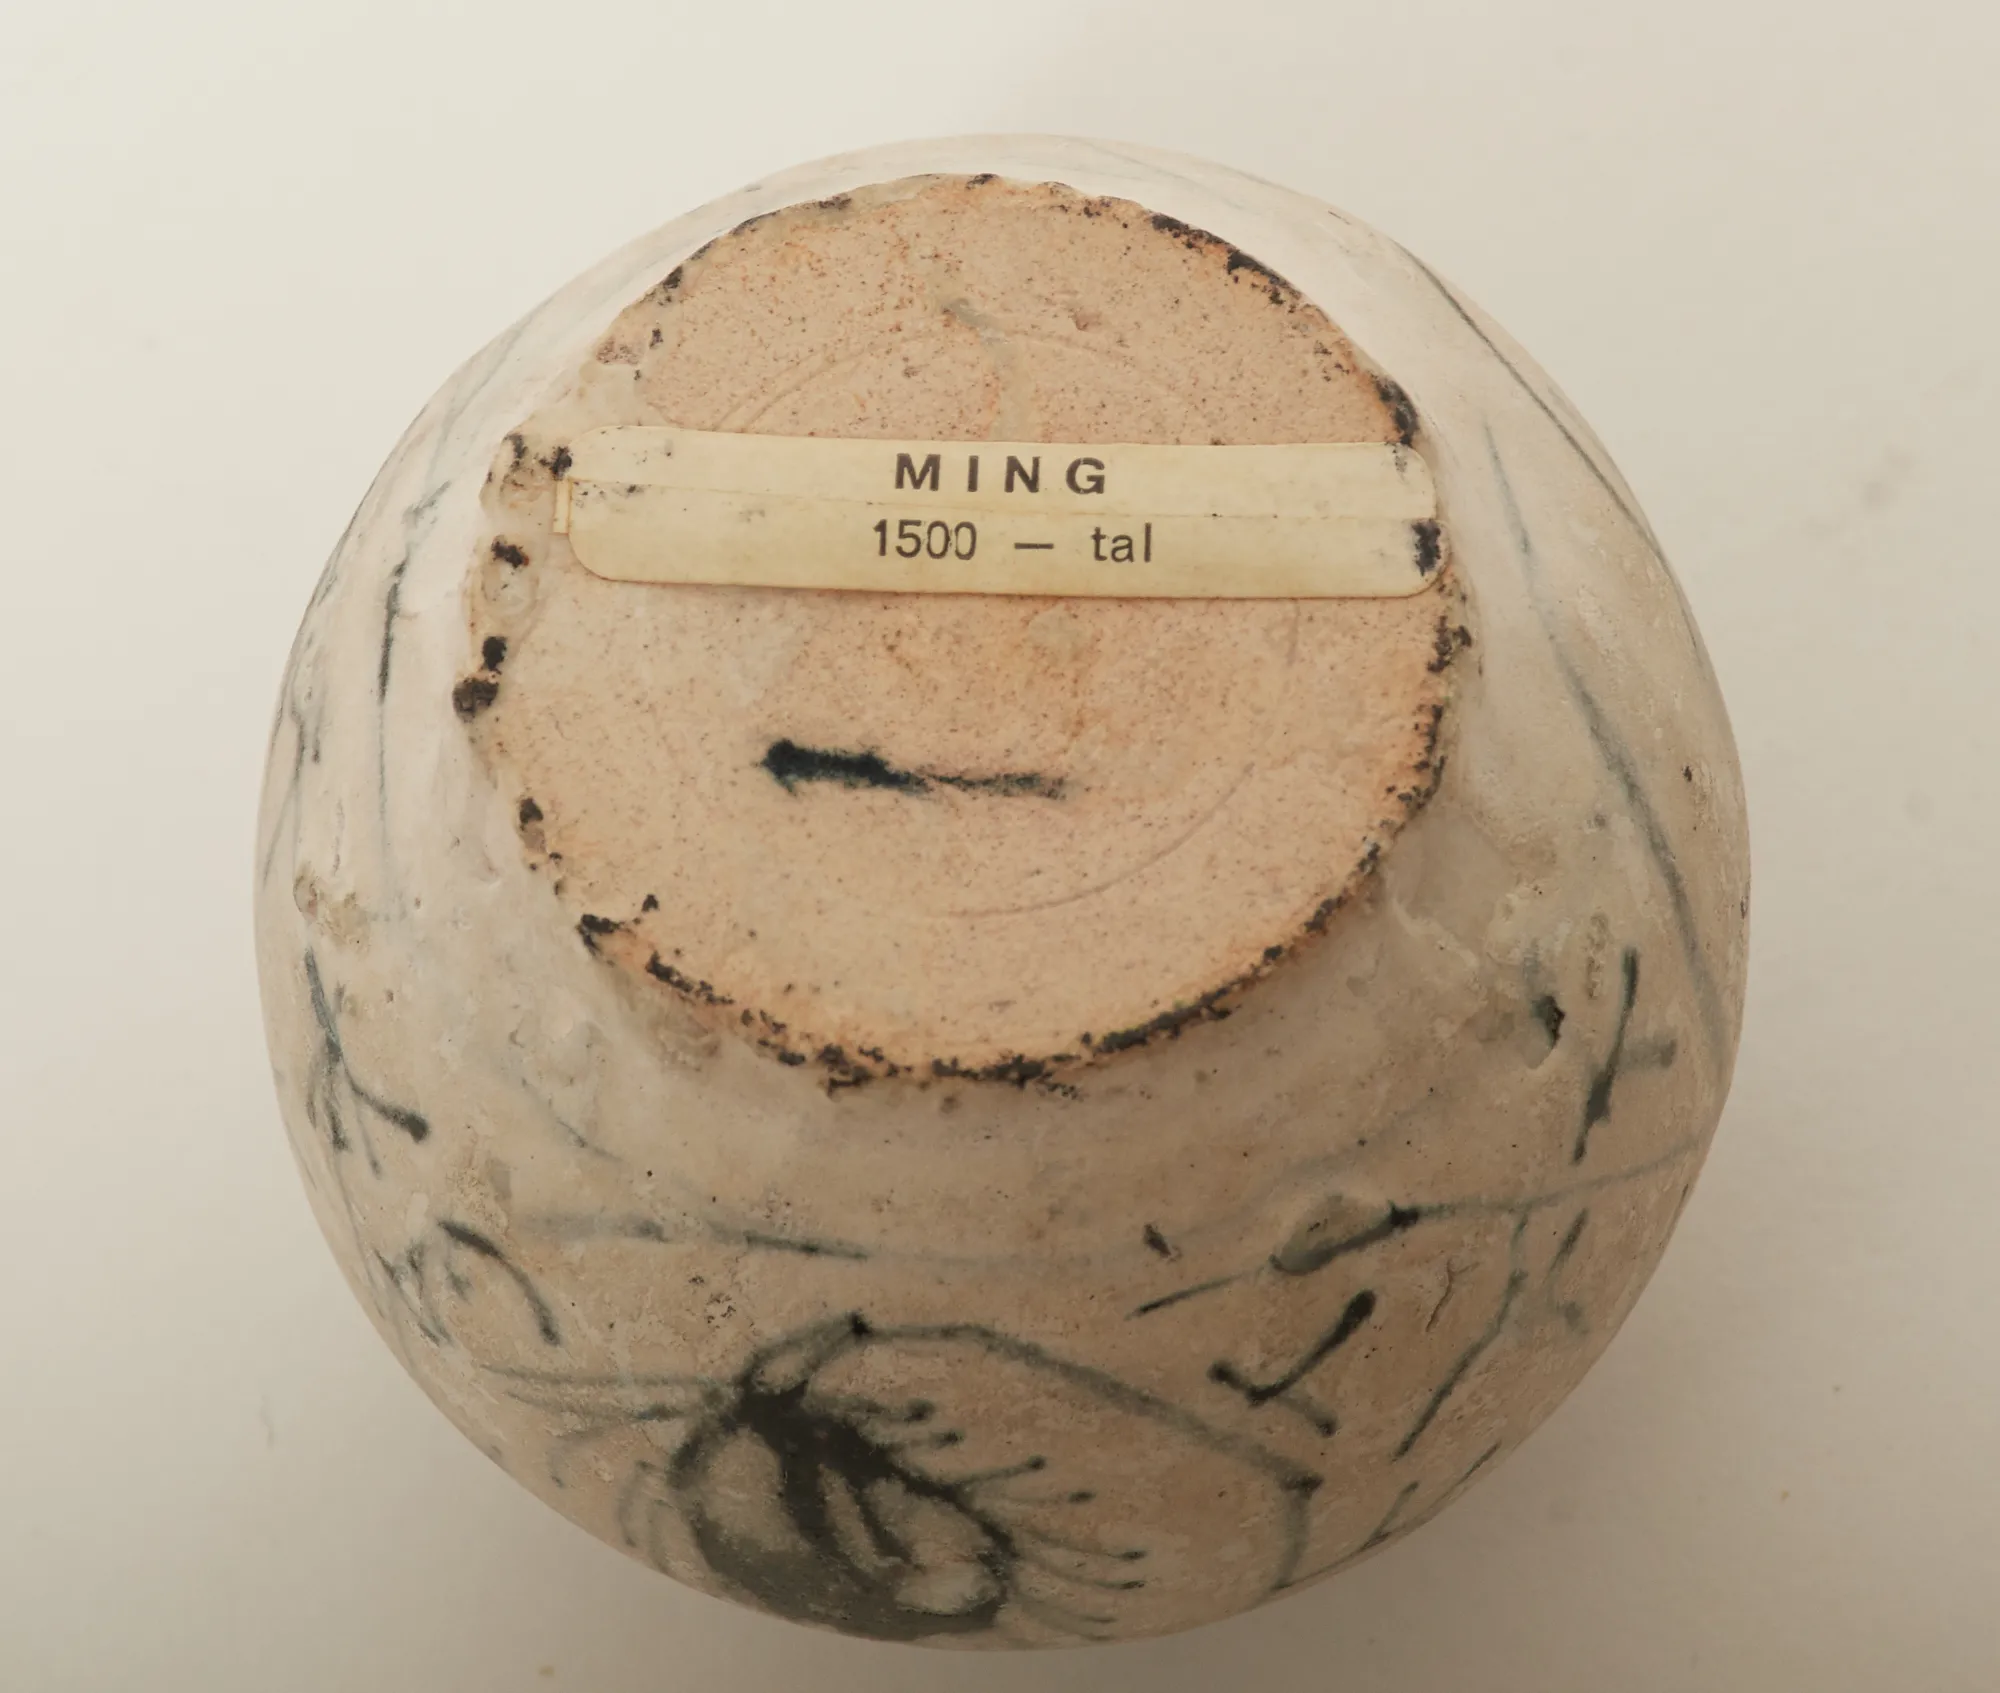 MING
1500 — tal